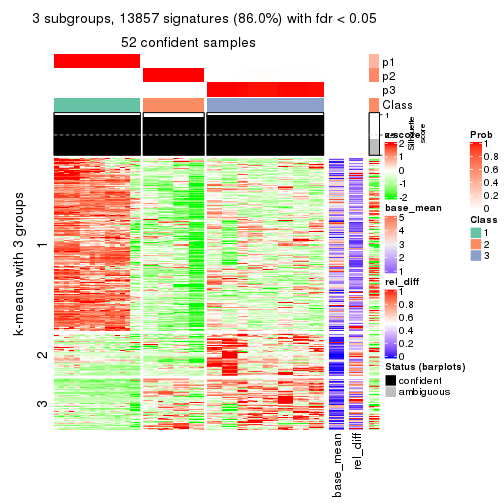 3 subgroups, 13857 signatures (86.0%) with fdr < 0.05
52 confident samples
p1
p2
p3
Class
1
Silhouette
score
k-means with 3 groups
1
2
3
z-score
2
1
0
-1
-2
base_mean
5
4
3
2
1
rel_diff
1
0.8
0.6
0.4
0.2
0
Status (barplots)
confident
ambiguous
Prob
1
0.8
0.6
0.4
0.2
0
Class
1
2
3
base_mean
rel_diff